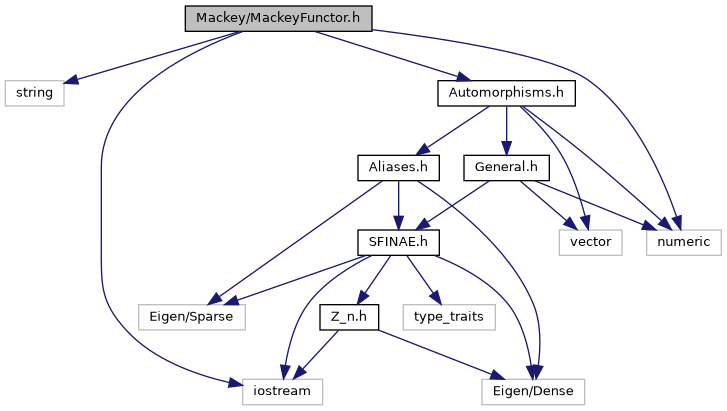 Mackey/MackeyFunctor.h
string
Automorphisms.h
Aliases.h
General.h
SFINAE.h
vector
numeric
Eigen/Sparse
Z_n.h
type_traits
iostream
Eigen/Dense